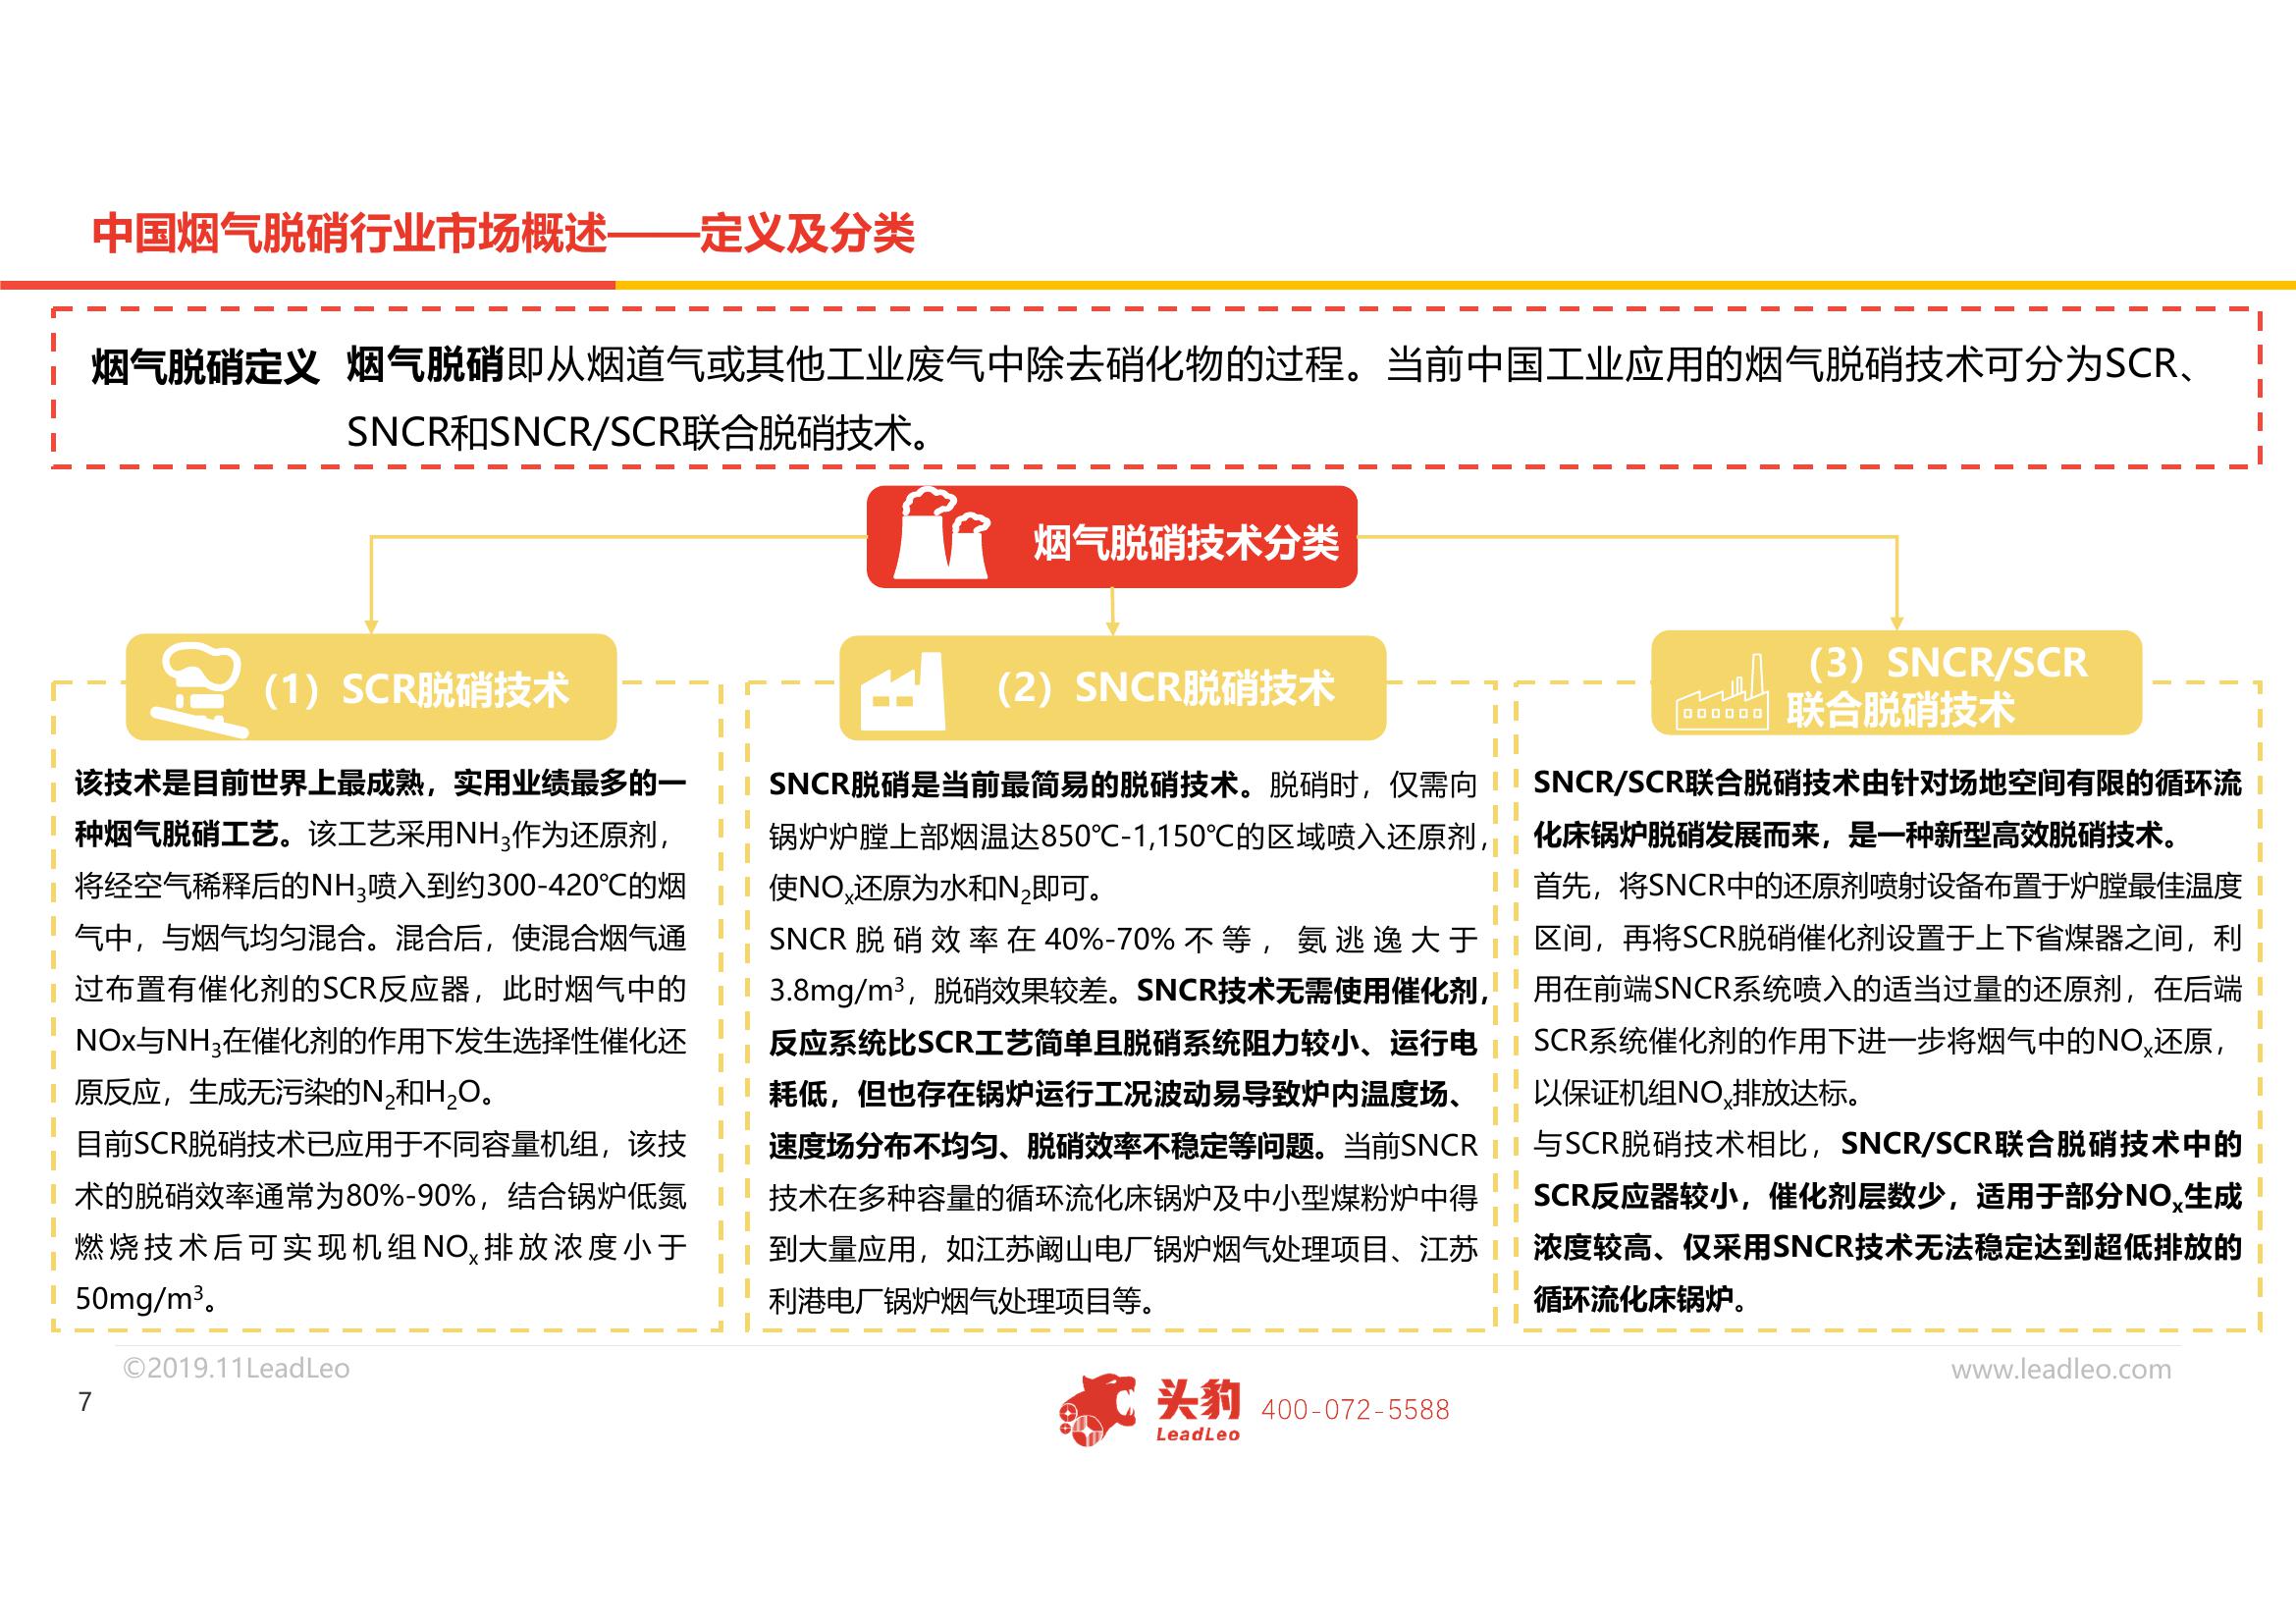 中国烟气脱硝行业市场概述——定义及分类
烟气脱硝定义
烟气脱硝即从烟道气或其他工业废气中除去硝化物的过程。当前中国工业应用的烟气脱硝技术可分为SCR、
SNCR和SNCR/SCR联合脱硝技术。
烟气脱硝技术分类
（1）SCR脱硝技术
该技术是目前世界上最成熟，实用业绩最多的一
种烟气脱硝工艺。该工艺采用NH₃作为还原剂，
将经空气稀释后的NH₃喷入到约300-420℃的烟
气中，与烟气均匀混合。混合后，使混合烟气通
过布置有催化剂的SCR反应器，此时烟气中的
NOx与NH₃在催化剂的作用下发生选择性催化还
原反应，生成无污染的N₂和H₂O。
目前SCR脱硝技术已应用于不同容量机组，该技
术的脱硝效率通常为80%-90%，结合锅炉低氮
燃烧技术后可实现机组NOₓ排放浓度小于
50mg/m³。
（2）SNCR脱硝技术
SNCR脱硝是当前最简易的脱硝技术。脱硝时，仅需向
锅炉炉膛上部烟温达850℃-1,150℃的区域喷入还原剂，
使NOₓ还原为水和N₂即可。
SNCR脱硝效率在40%-70%不等，氨逃逸大于
3.8mg/m³，脱硝效果较差。SNCR技术无需使用催化剂，
反应系统比SCR工艺简单且脱硝系统阻力较小、运行电
耗低，但也存在锅炉运行工况波动易导致炉内温度场、
速度场分布不均匀、脱硝效率不稳定等问题。当前SNCR
技术在多种容量的循环流化床锅炉及中小型煤粉炉中得
到大量应用，如江苏阚山电厂锅炉烟气处理项目、江苏
利港电厂锅炉烟气处理项目等。
（3）SNCR/SCR
联合脱硝技术
SNCR/SCR联合脱硝技术由针对场地空间有限的循环流
化床锅炉脱硝发展而来，是一种新型高效脱硝技术。
首先，将SNCR中的还原剂喷射设备布置于炉膛最佳温度
区间，再将SCR脱硝催化剂设置于上下省煤器之间，利
用在前端SNCR系统喷入的适当过量的还原剂，在后端
SCR系统催化剂的作用下进一步将烟气中的NOₓ还原，
以保证机组NOₓ排放达标。
与SCR脱硝技术相比，SNCR/SCR联合脱硝技术中的
SCR反应器较小，催化剂层数少，适用于部分NOₓ生成
浓度较高、仅采用SNCR技术无法稳定达到超低排放的
循环流化床锅炉。
©2019.11LeadLeo
www.leadleo.com
7
头豹
LeadLeo
400-072-5588